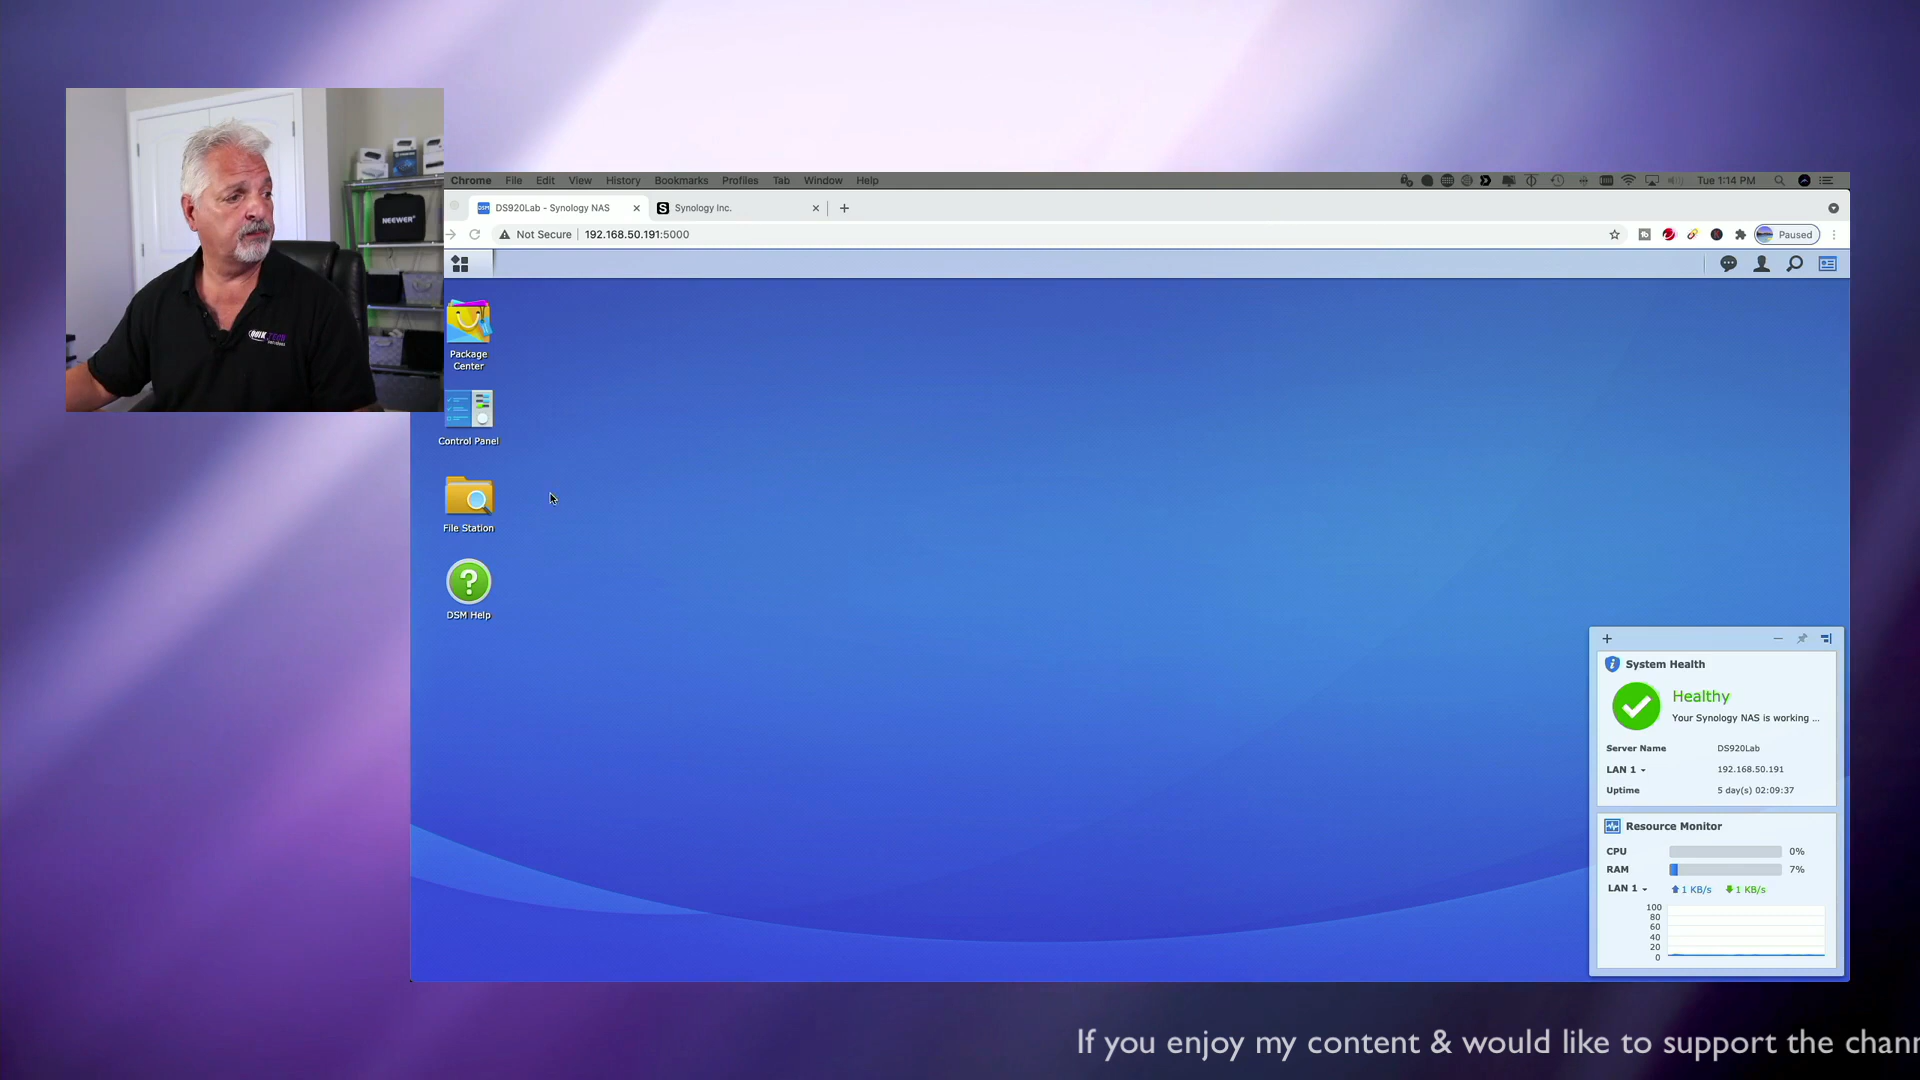 NEEWER
Chrome File Edit View History Bookmarks Profiles Tab Window Help
Tue 1:14 PM
DS920Lab - Synology NAS
Synology Inc.
Not Secure 192.168.50.191:5000
Paused
Package
Center
Control Panel
File Station
DSM Help
System Health
Healthy
Your Synology NAS is working ...
Server Name DS920Lab
LAN 1 192.168.50.191
Uptime 5 day(s) 02:09:37
Resource Monitor
CPU 0%
RAM 7%
LAN 1 1 KB/s 1 KB/s
100
80
60
40
20
0
If you enjoy my content & would like to support the chann